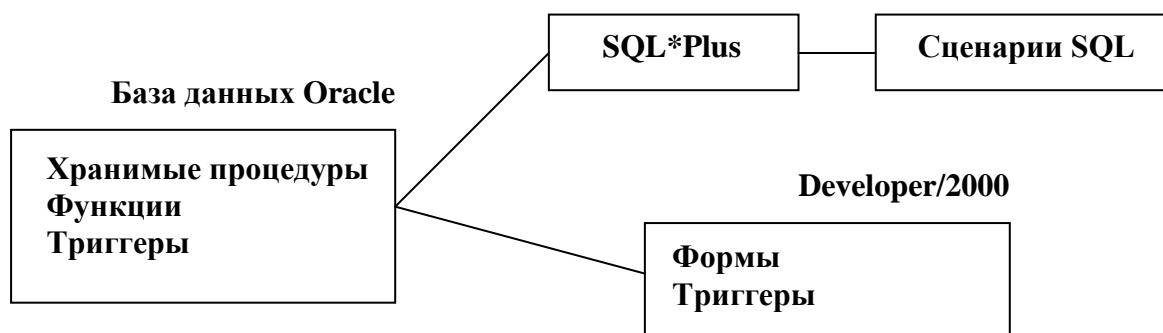 SQL*Plus
Сценарии SQL
База данных Oracle
Хранимые процедуры
Функции
Триггеры
Developer/2000
Формы
Триггеры